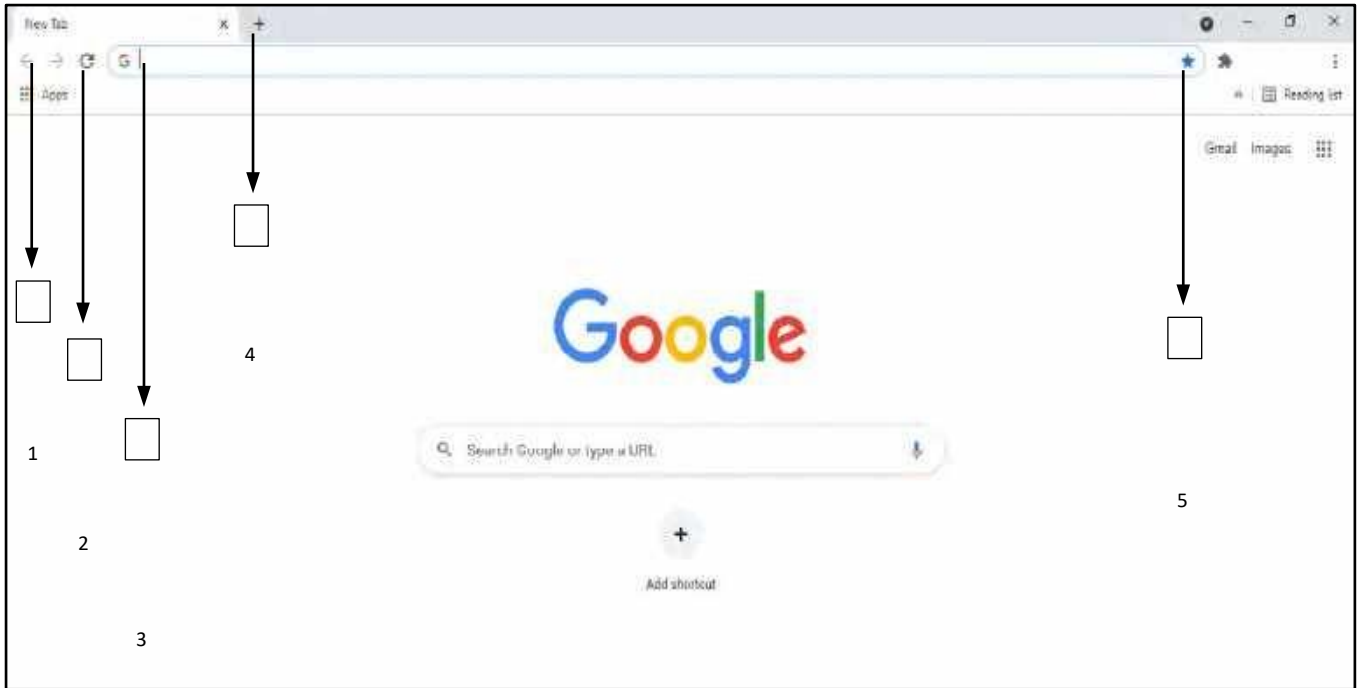 New Tab
G
Apps
Reading list
Gmail Images
Google
4
1
Search Google or type a URL
5
2
Add shortcut
3